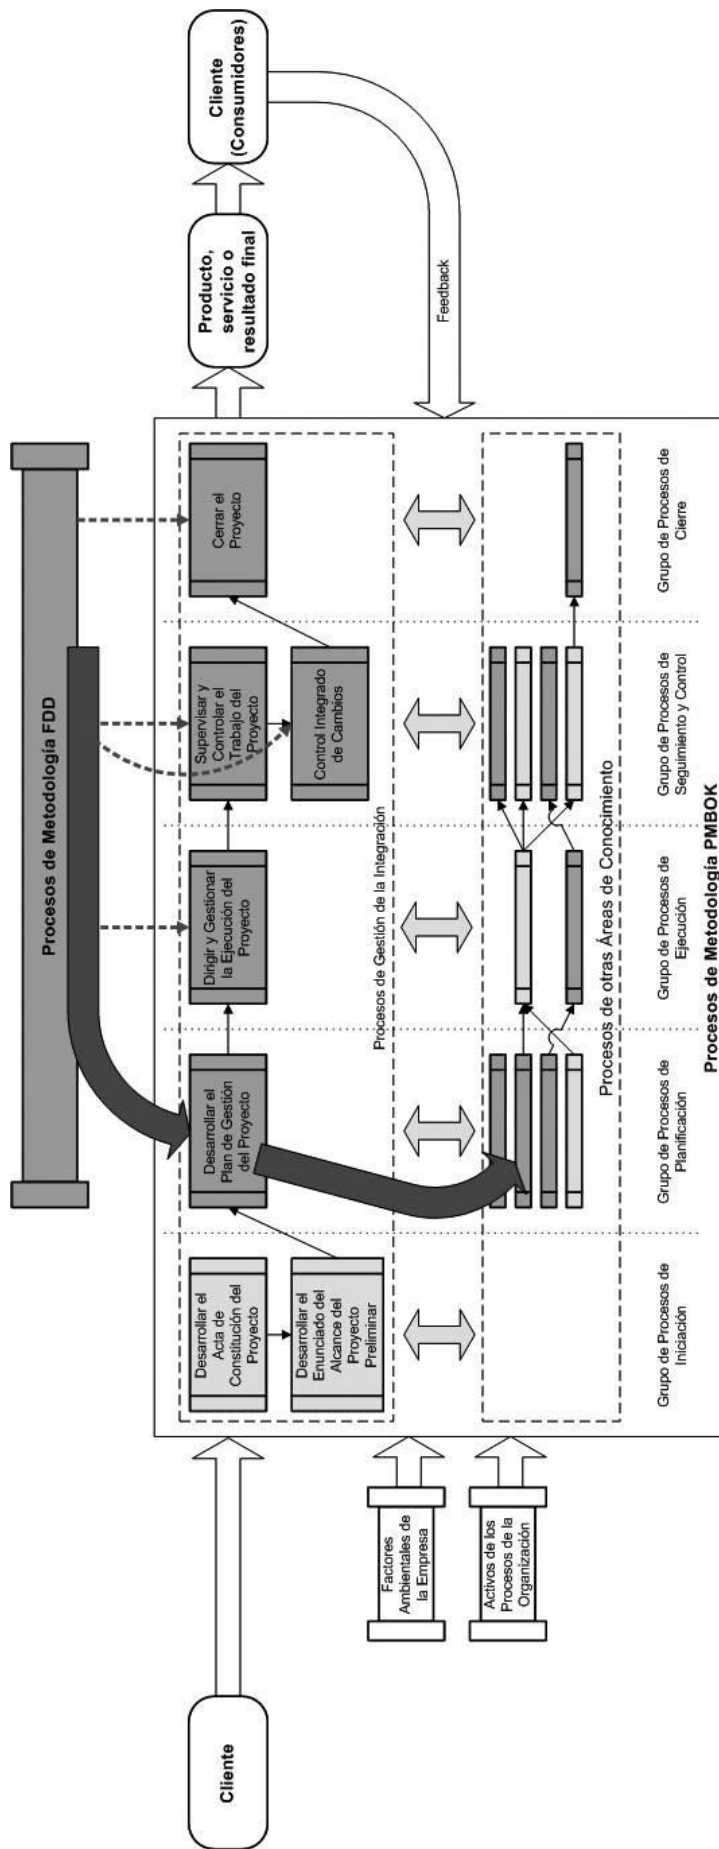 Procesos de Metodología FDD
Cliente
Factores
Ambientales de
la Empresa
Activos de los
Procesos de la
Organización
Desarrollar el
Acta de
Constitución del
Proyecto
Desarrollar el
Enunciado del
Alcance del
Proyecto
Preliminar
Desarrollar el
Plan de Gestión
del Proyecto
Dirigir y Gestionar
la Ejecución del
Proyecto
Supervisar y
Controlar el
Trabajo del
Proyecto
Control Integrado
de Cambios
Cerrar el
Proyecto
Procesos de Gestión de la Integración
Procesos de otras Áreas de Conocimiento
Grupo de Procesos de
Iniciación
Grupo de Procesos de
Planificación
Grupo de Procesos de
Ejecución
Grupo de Procesos de
Seguimiento y Control
Grupo de Procesos de
Cierre
Procesos de Metodología PMBOK
Producto,
servicio o
resultado final
Cliente
(Consumidores)
Feedback